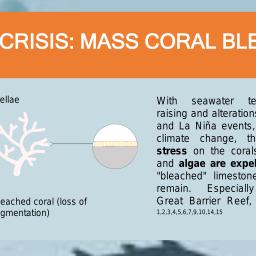 CRISIS: MASS CORAL BLE
ellae
eached coral (loss of
gmentation)
With seawater te
raising and alterations
and La Niña events,
climate change, th
stress on the corals
and algae are expel
"bleached" limestone
remain. Especially
Great Barrier Reef,
1,2,3,4,5,6,7,9,10,14,15